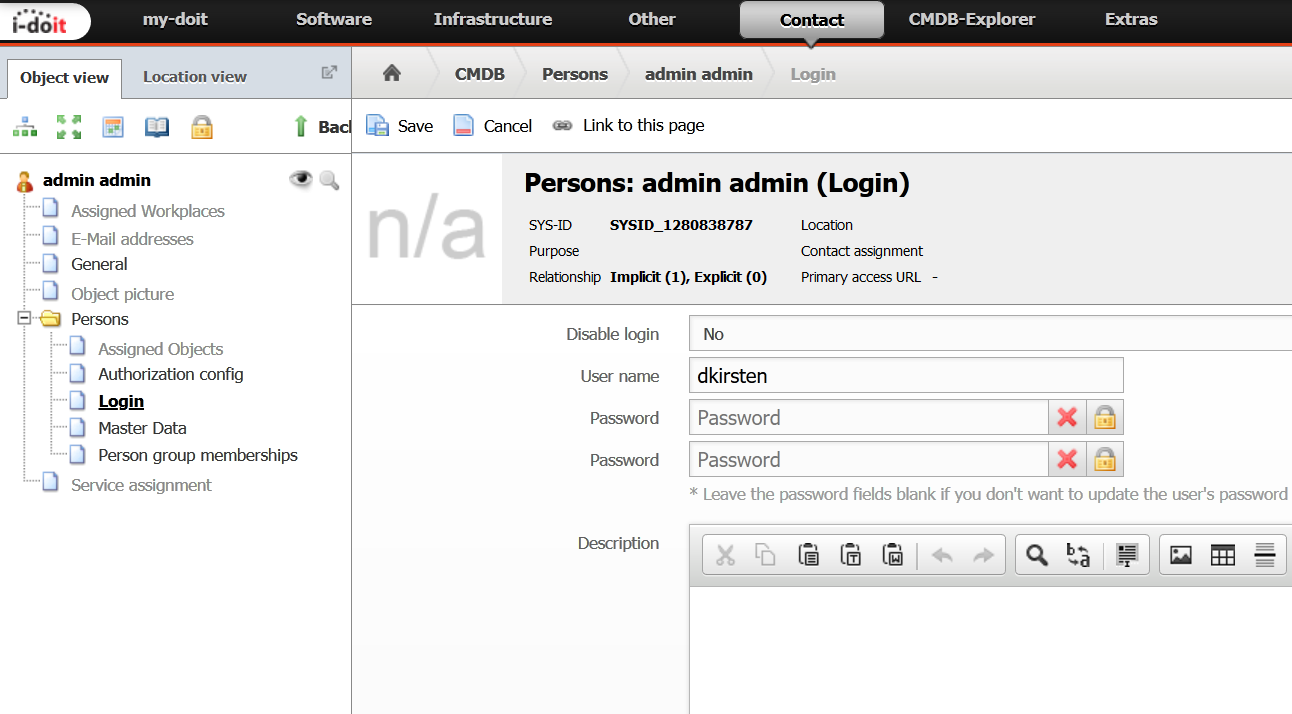 i-doit
my-doit Software Infrastructure Other Contact CMDB-Explorer Extras
Object view Location view
CMDB Persons admin admin Login
Back
Save Cancel Link to this page
admin admin
Assigned Workplaces
E-Mail addresses
General
Object picture
Persons
Assigned Objects
Authorization config
Login
Master Data
Person group memberships
Service assignment
n/a
Persons: admin admin (Login)
SYS-ID SYSID_1280838787 Location
Purpose Contact assignment
Relationship Implicit (1), Explicit (0) Primary access URL -
Disable login No
User name dkirsten
Password Password
Password Password
* Leave the password fields blank if you don't want to update the user's password
Description